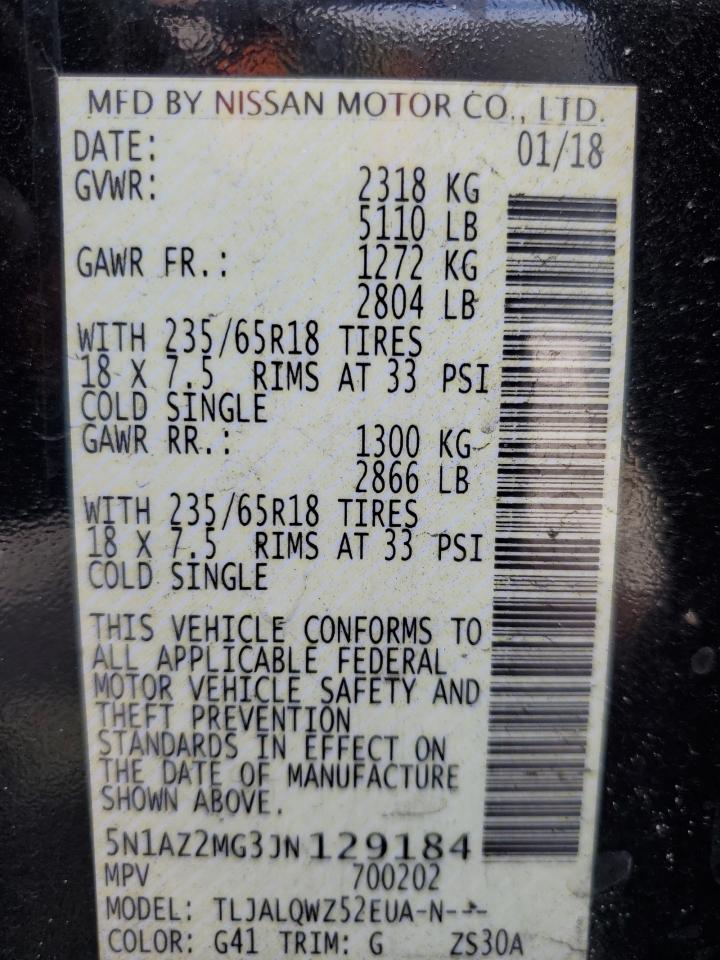 MFD BY NISSAN MOTOR CO., LTD.
DATE: 01/18
GVWR: 2318 KG
5110 LB
GAWR FR.: 1272 KG
2804 LB
WITH 235/65R18 TIRES
18 X 7.5 RIMS AT 33 PSI
COLD SINGLE
GAWR RR.: 1300 KG
2866 LB
WITH 235/65R18 TIRES
18 X 7.5 RIMS AT 33 PSI
COLD SINGLE
THIS VEHICLE CONFORMS TO
ALL APPLICABLE FEDERAL
MOTOR VEHICLE SAFETY AND
THEFT PREVENTION
STANDARDS IN EFFECT ON
THE DATE OF MANUFACTURE
SHOWN ABOVE.
5N1AZ2MG3JN129184
MPV 700202
MODEL: TLJALQWZ52EUA-N---
COLOR: G41 TRIM: G ZS30A